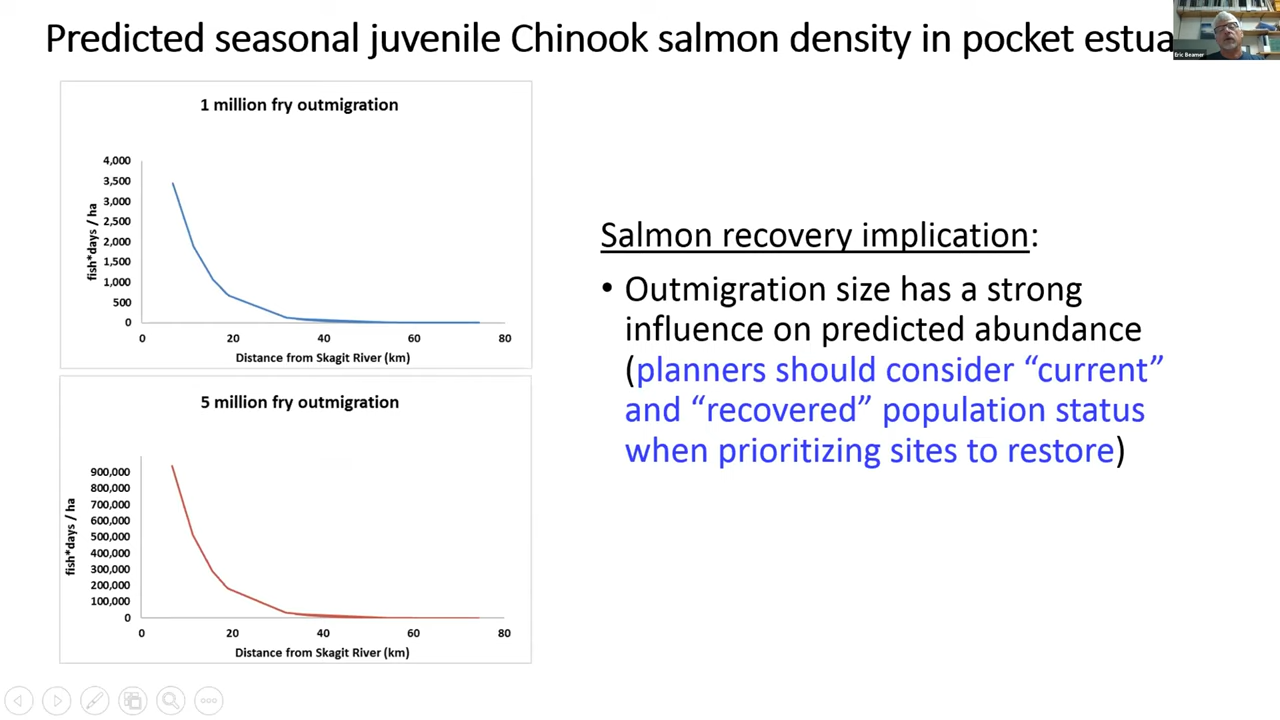 Predicted seasonal juvenile Chinook salmon density in pocket estua
Eric Beamer
1 million fry outmigration
4,000
3,500
3,000
2,500
2,000
1,500
1,000
500
0
fish*days / ha
0 20 40 60 80
Distance from Skagit River (km)
5 million fry outmigration
900,000
800,000
700,000
600,000
500,000
400,000
300,000
200,000
100,000
0
fish*days / ha
0 20 40 60 80
Distance from Skagit River (km)
Salmon recovery implication:
• Outmigration size has a strong
influence on predicted abundance
(planners should consider “current”
and “recovered” population status
when prioritizing sites to restore)